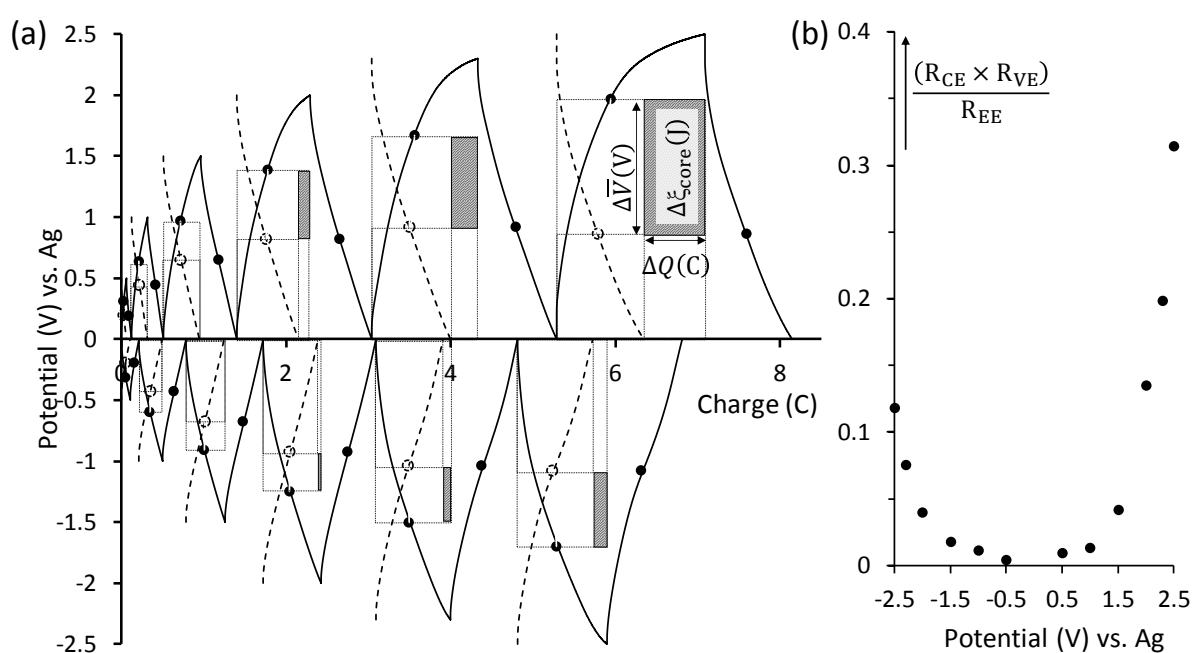 (a)
2.5
2
1.5
1
0.5
0
-0.5
-1
-1.5
-2
-2.5
Potential (V) vs. Ag
2
4
6
8
Charge (C)
ΔV̅(V)
Δξcore(J)
ΔQ(C)
(b)
0.4
0.3
0.2
0.1
0
(RCE × RVE)
REE
-2.5 -1.5 -0.5 0.5 1.5 2.5
Potential (V) vs. Ag